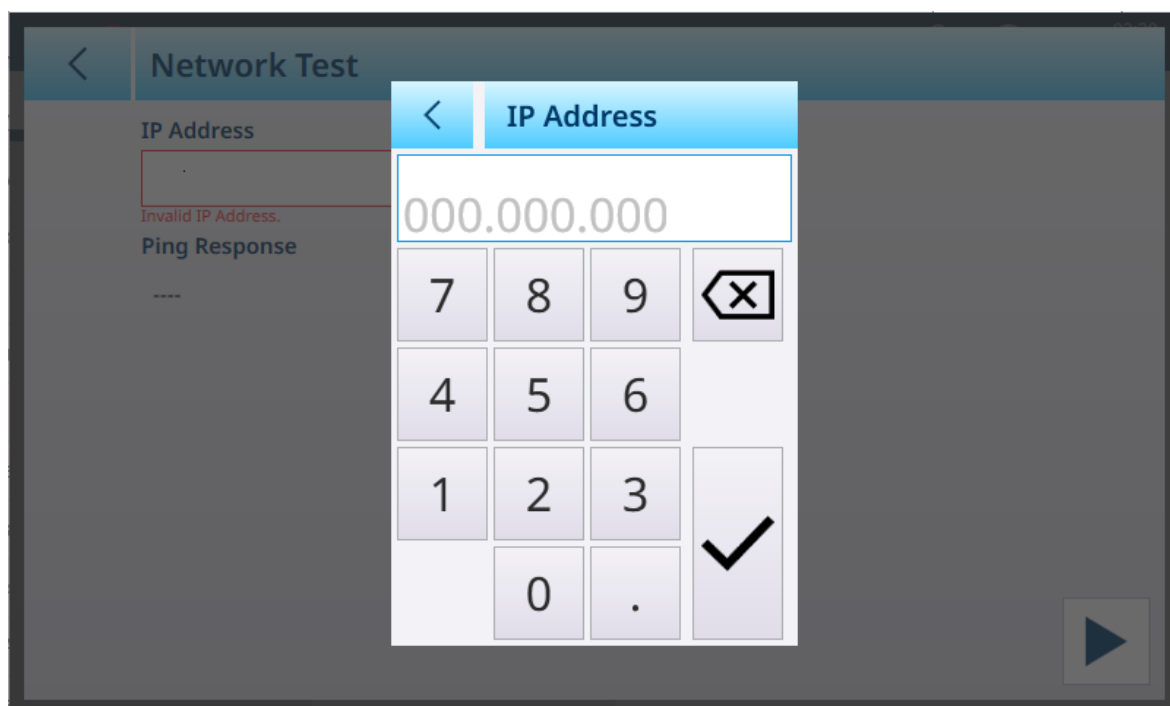 Network Test
IP Address
Invalid IP Address.
Ping Response
----
IP Address
000.000.000
7 8 9
4 5 6
1 2 3
0 .